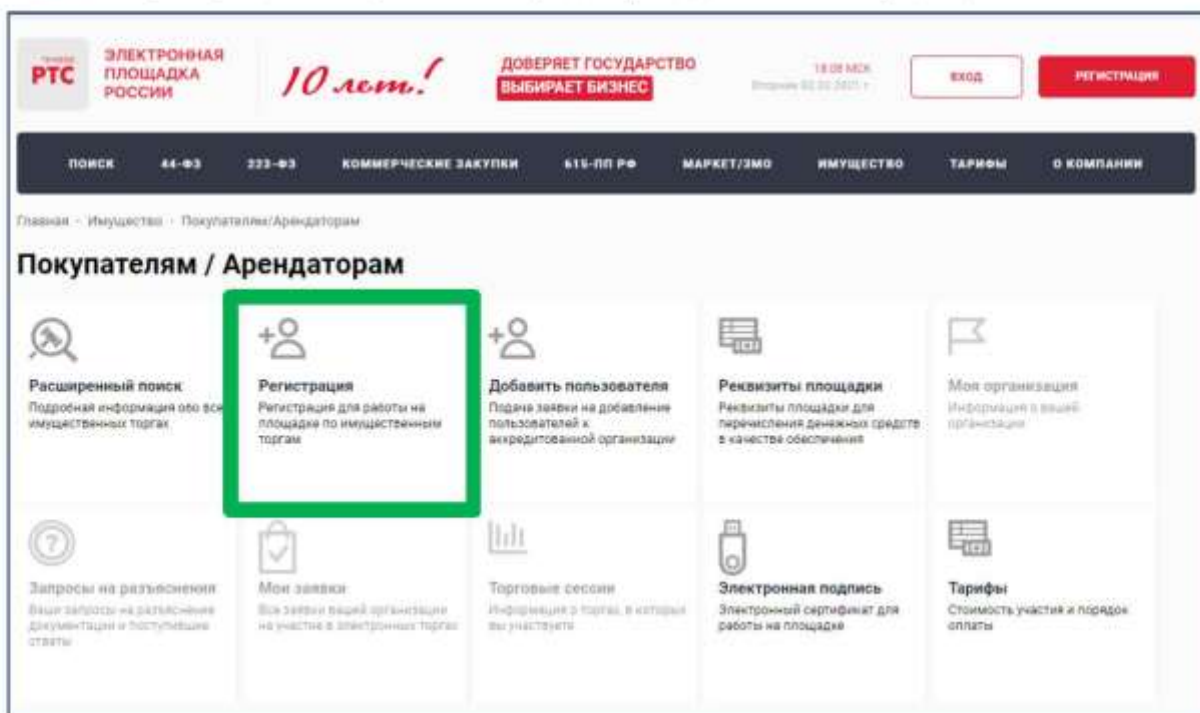 тендер
РТС
ЭЛЕКТРОННАЯ
ПЛОЩАДКА
РОССИИ
10 лет!
ДОВЕРЯЕТ ГОСУДАРСТВО
ВЫБИРАЕТ БИЗНЕС
18:08 МСК
ВХОД
РЕГИСТРАЦИЯ
ПОИСК 44-ФЗ 223-ФЗ КОММЕРЧЕСКИЕ ЗАКУПКИ 615-ПП РФ МАРКЕТ/ЗМО ИМУЩЕСТВО ТАРИФЫ О КОМПАНИИ
Главная - Имущество - Покупателям/Арендаторам
Покупателям / Арендаторам
Расширенный поиск
Подробная информация обо все
имущественных торгах
Регистрация
Регистрация для работы на
площадке по имущественным
торгам
Добавить пользователя
Подача заявки на добавление
пользователей к
аккредитованной организации
Реквизиты площадки
Реквизиты площадки для
перечисления денежных средств
в качестве обеспечения
Моя организация
Информация о вашей
организации
Запросы на разъяснения
Ваши запросы на разъяснение
документации и поступившие
ответы
Мои заявки
Все заявки вашей организации
на участие в электронных торгах
Торговые сессии
Информация о торгах, в которых
вы участвуете
Электронная подпись
Электронный сертификат для
работы на площадке
Тарифы
Стоимость участия и порядок
оплаты